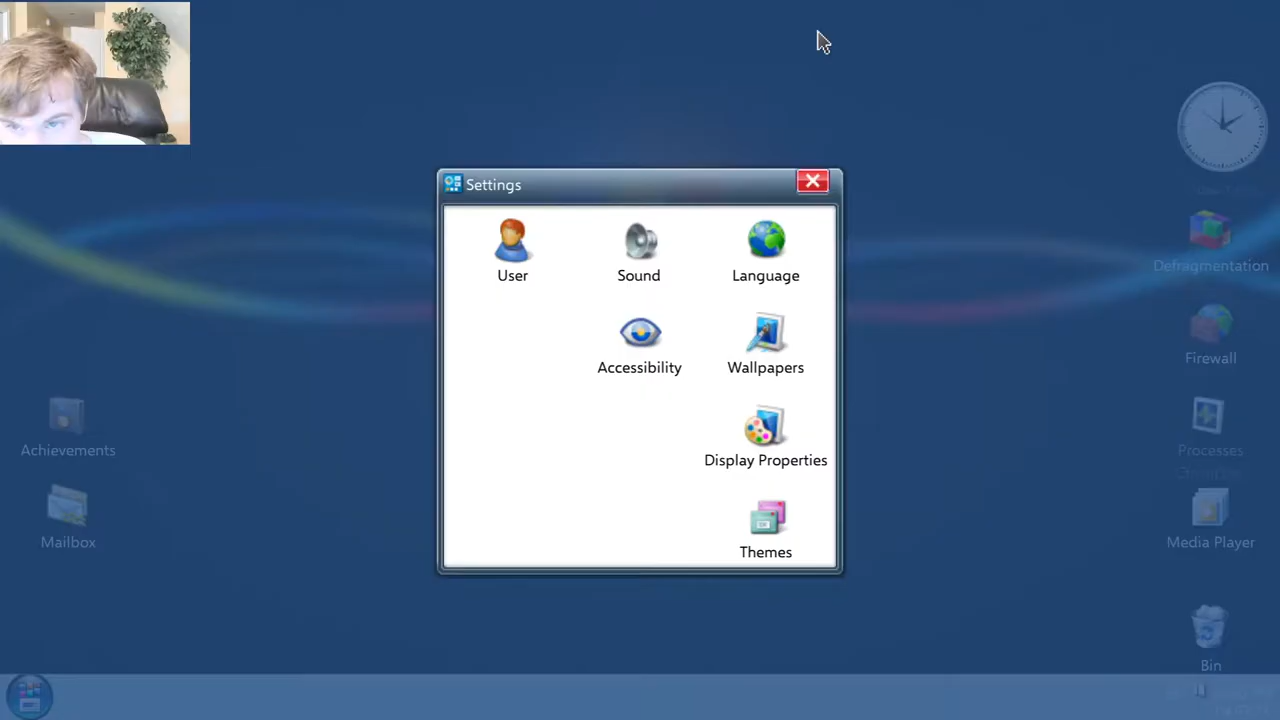 Settings
User
Sound
Language
Accessibility
Wallpapers
Display Properties
Themes
Achievements
Mailbox
Defragmentation
Firewall
Processes
Media Player
Bin